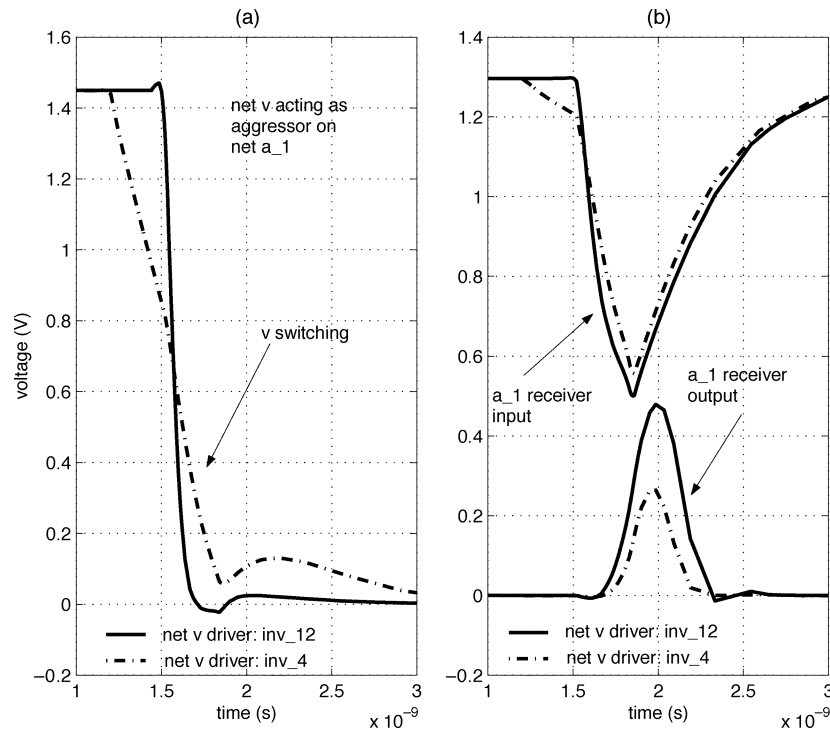 (a)
1.6
1.4
1.2
1
0.8
0.6
0.4
0.2
0
−0.2
voltage (V)
net v acting as
aggressor on
net a_1
v switching
net v driver: inv_12
net v driver: inv_4
1
1.5
2
2.5
3
time (s)
x 10−9
(b)
1.4
1.2
1
0.8
0.6
0.4
0.2
0
−0.2
a_1 receiver
input
a_1 receiver
output
net v driver: inv_12
net v driver: inv_4
1
1.5
2
2.5
3
time (s)
x 10−9